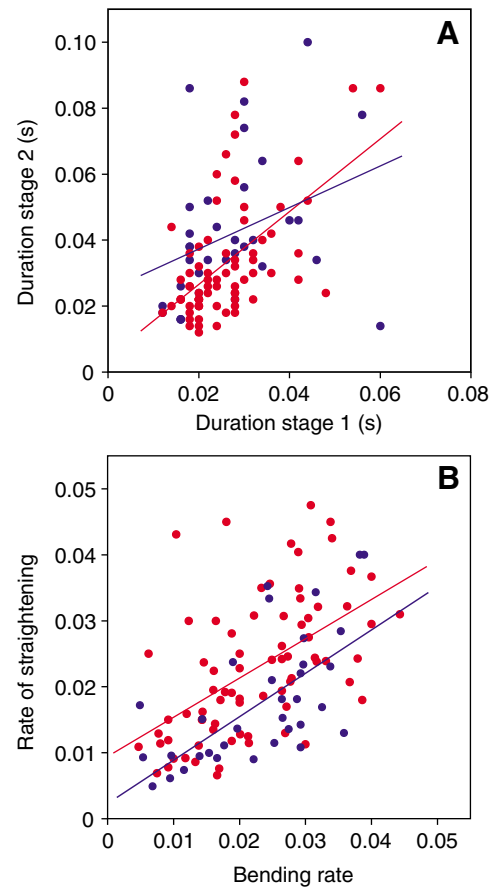 A
0.10
0.08
0.06
0.04
0.02
0
Duration stage 2 (s)
0 0.02 0.04 0.06 0.08
Duration stage 1 (s)
B
0.05
0.04
0.03
0.02
0.01
0
Rate of straightening
0 0.01 0.02 0.03 0.04 0.05
Bending rate